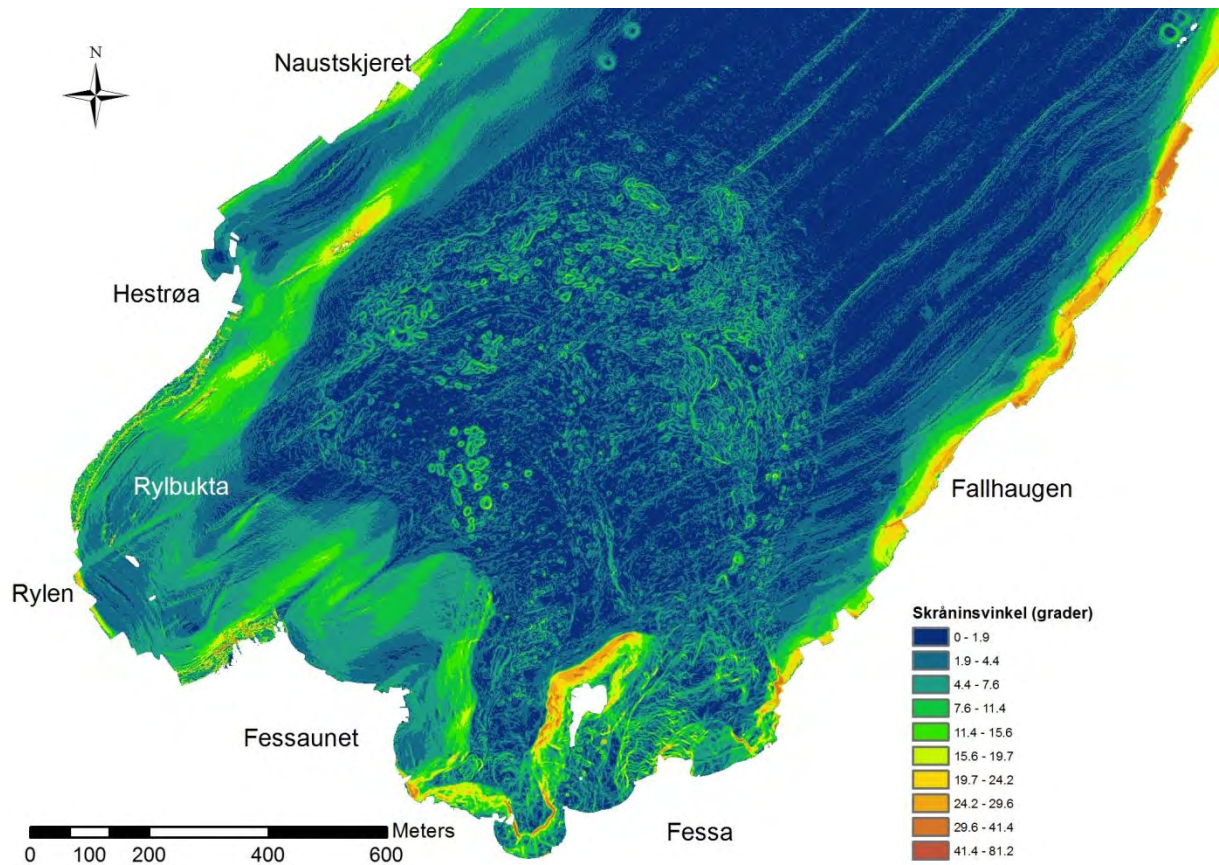 N
Naustskjeret
Hestrøa
Rylbukta
Fallhaugen
Rylen
Skråninsvinkel (grader)
0 - 1.9
1.9 - 4.4
4.4 - 7.6
7.6 - 11.4
11.4 - 15.6
15.6 - 19.7
19.7 - 24.2
24.2 - 29.6
29.6 - 41.4
41.4 - 81.2
Fessaunet
Fessa
Meters
0 100 200 400 600